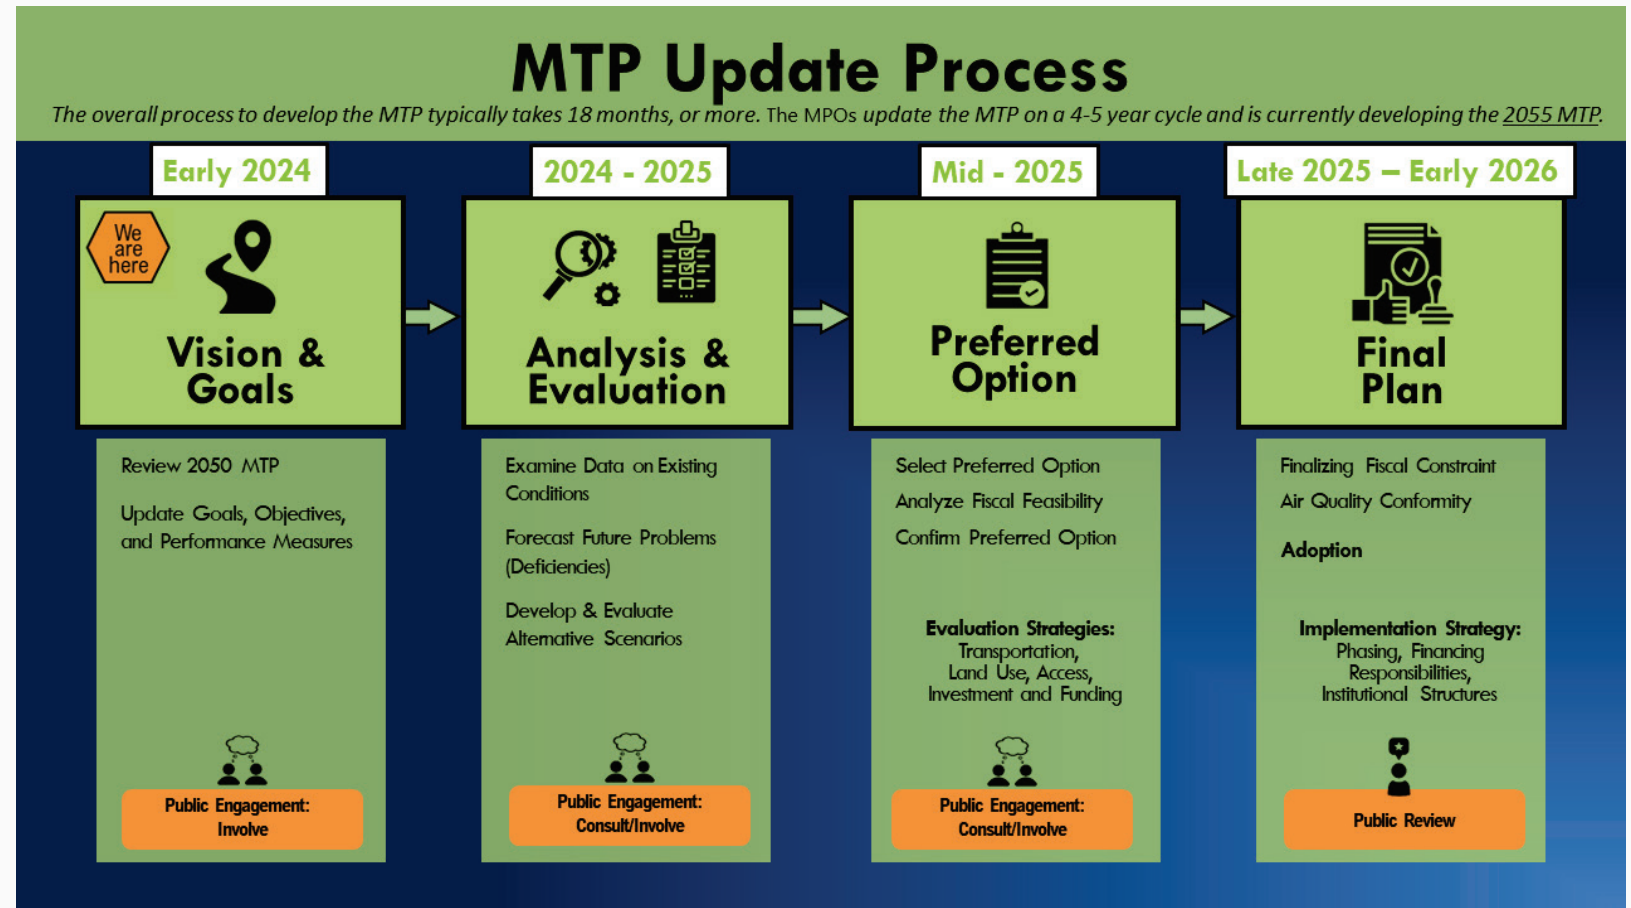 MTP Update Process
The overall process to develop the MTP typically takes 18 months, or more. The MPOs update the MTP on a 4-5 year cycle and is currently developing the 2055 MTP.
Early 2024
We
are
here
Vision &
Goals
Review 2050 MTP
Update Goals, Objectives,
and Performance Measures
Public Engagement:
Involve
2024 - 2025
Analysis &
Evaluation
Examine Data on Existing
Conditions
Forecast Future Problems
(Deficiencies)
Develop & Evaluate
Alternative Scenarios
Public Engagement:
Consult/Involve
Mid - 2025
Preferred
Option
Select Preferred Option
Analyze Fiscal Feasibility
Confirm Preferred Option
Evaluation Strategies:
Transportation,
Land Use, Access,
Investment and Funding
Public Engagement:
Consult/Involve
Late 2025 – Early 2026
Final
Plan
Finalizing Fiscal Constraint
Air Quality Conformity
Adoption
Implementation Strategy:
Phasing, Financing
Responsibilities,
Institutional Structures
Public Review